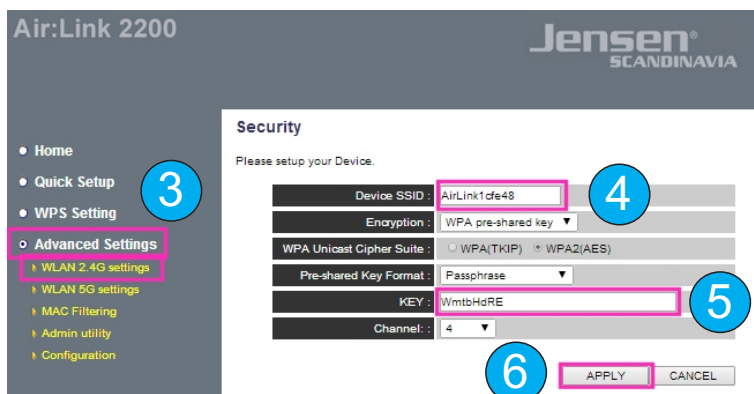 Air:Link 2200
Jensen®
SCANDINAVIA
Home
Quick Setup
WPS Setting
3
Advanced Settings
WLAN 2.4G settings
WLAN 5G settings
MAC Filtering
Admin utility
Configuration
Security
Please setup your Device.
Device SSID : AirLink1cfe48
4
Encryption : WPA pre-shared key
WPA Unicast Cipher Suite : WPA(TKIP) WPA2(AES)
Pre-shared Key Format : Passphrase
KEY : WmtbHdRE
5
Channel: : 4
6
APPLY CANCEL